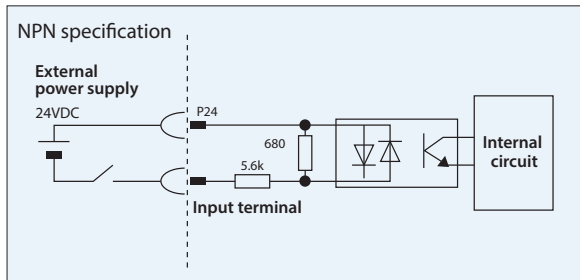 NPN specification
External
power supply
24VDC
P24
680
5.6k
Input terminal
Internal
circuit